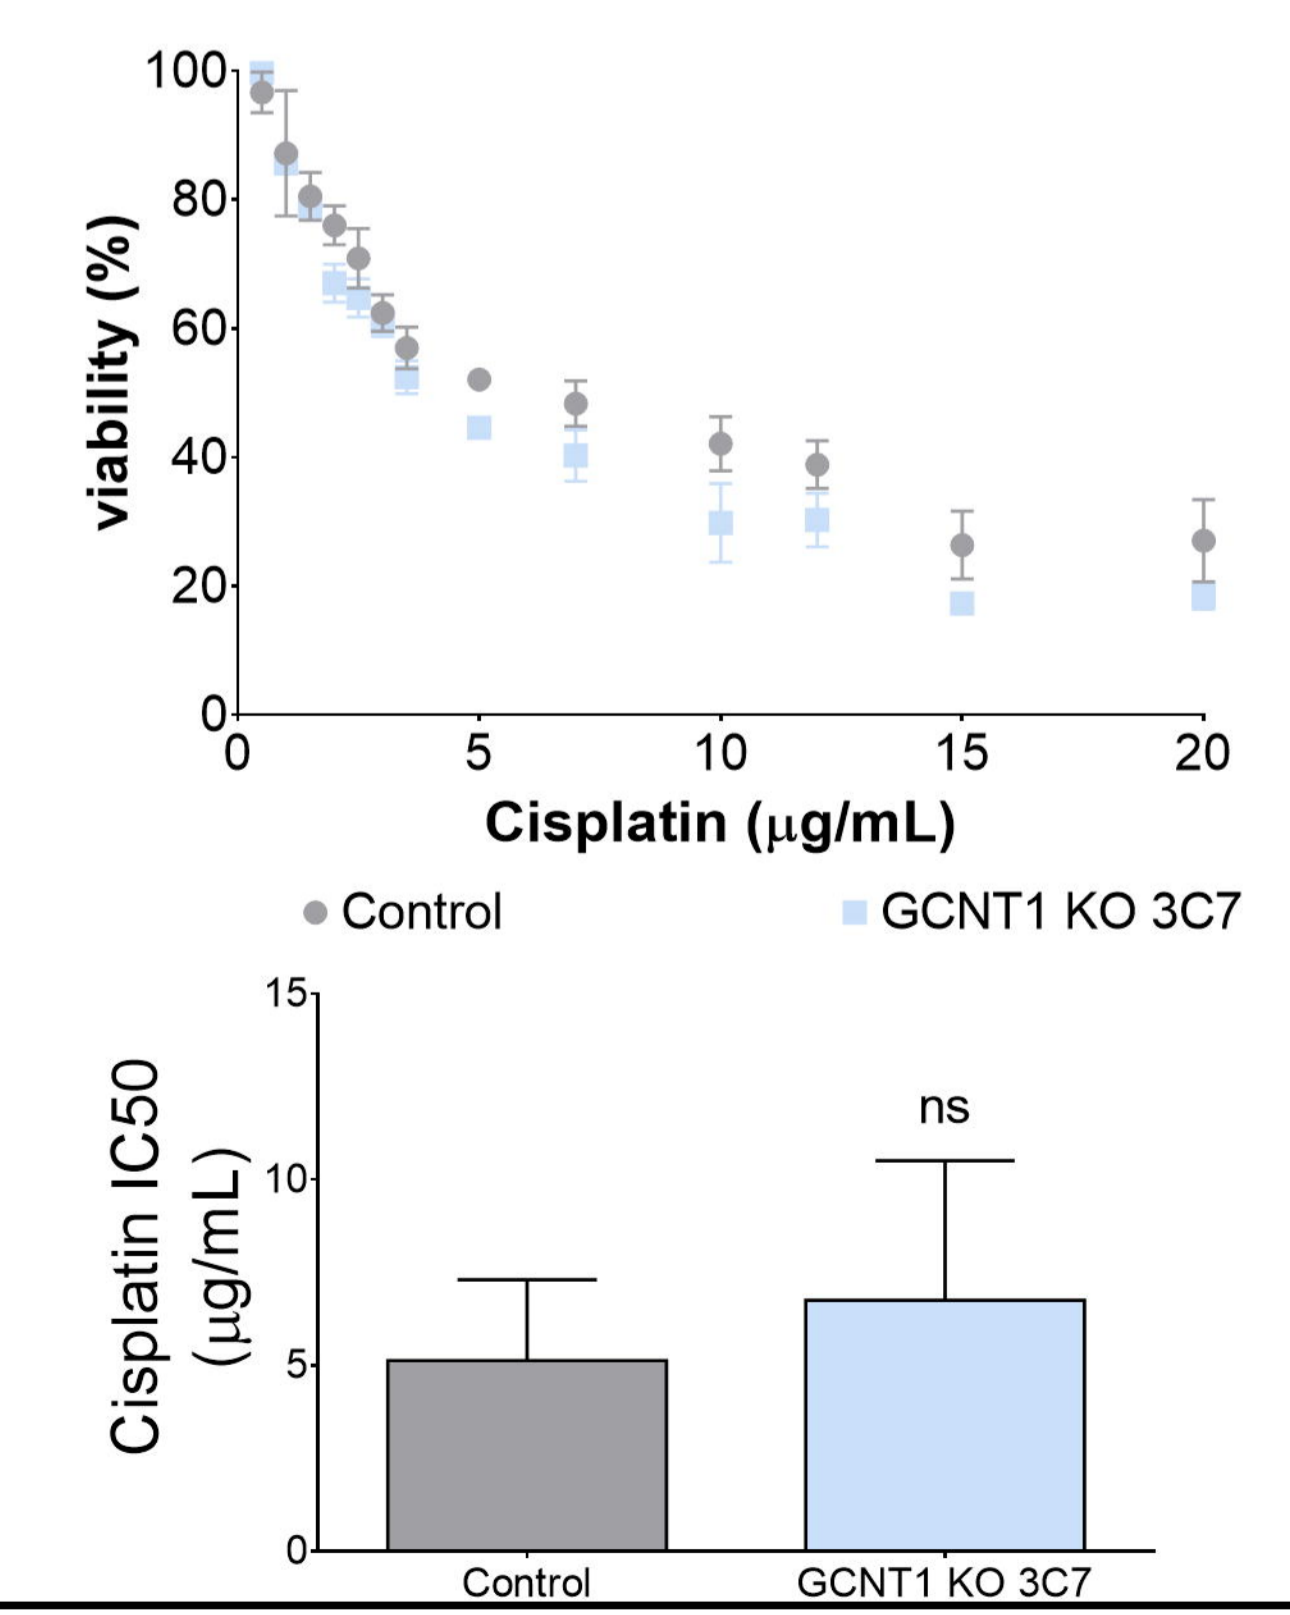 100
80
60
40
20
0
viability (%)
0 5 10 15 20
Cisplatin (μg/mL)
Control GCNT1 KO 3C7
15
10
5
0
Cisplatin IC50
(μg/mL)
ns
Control GCNT1 KO 3C7